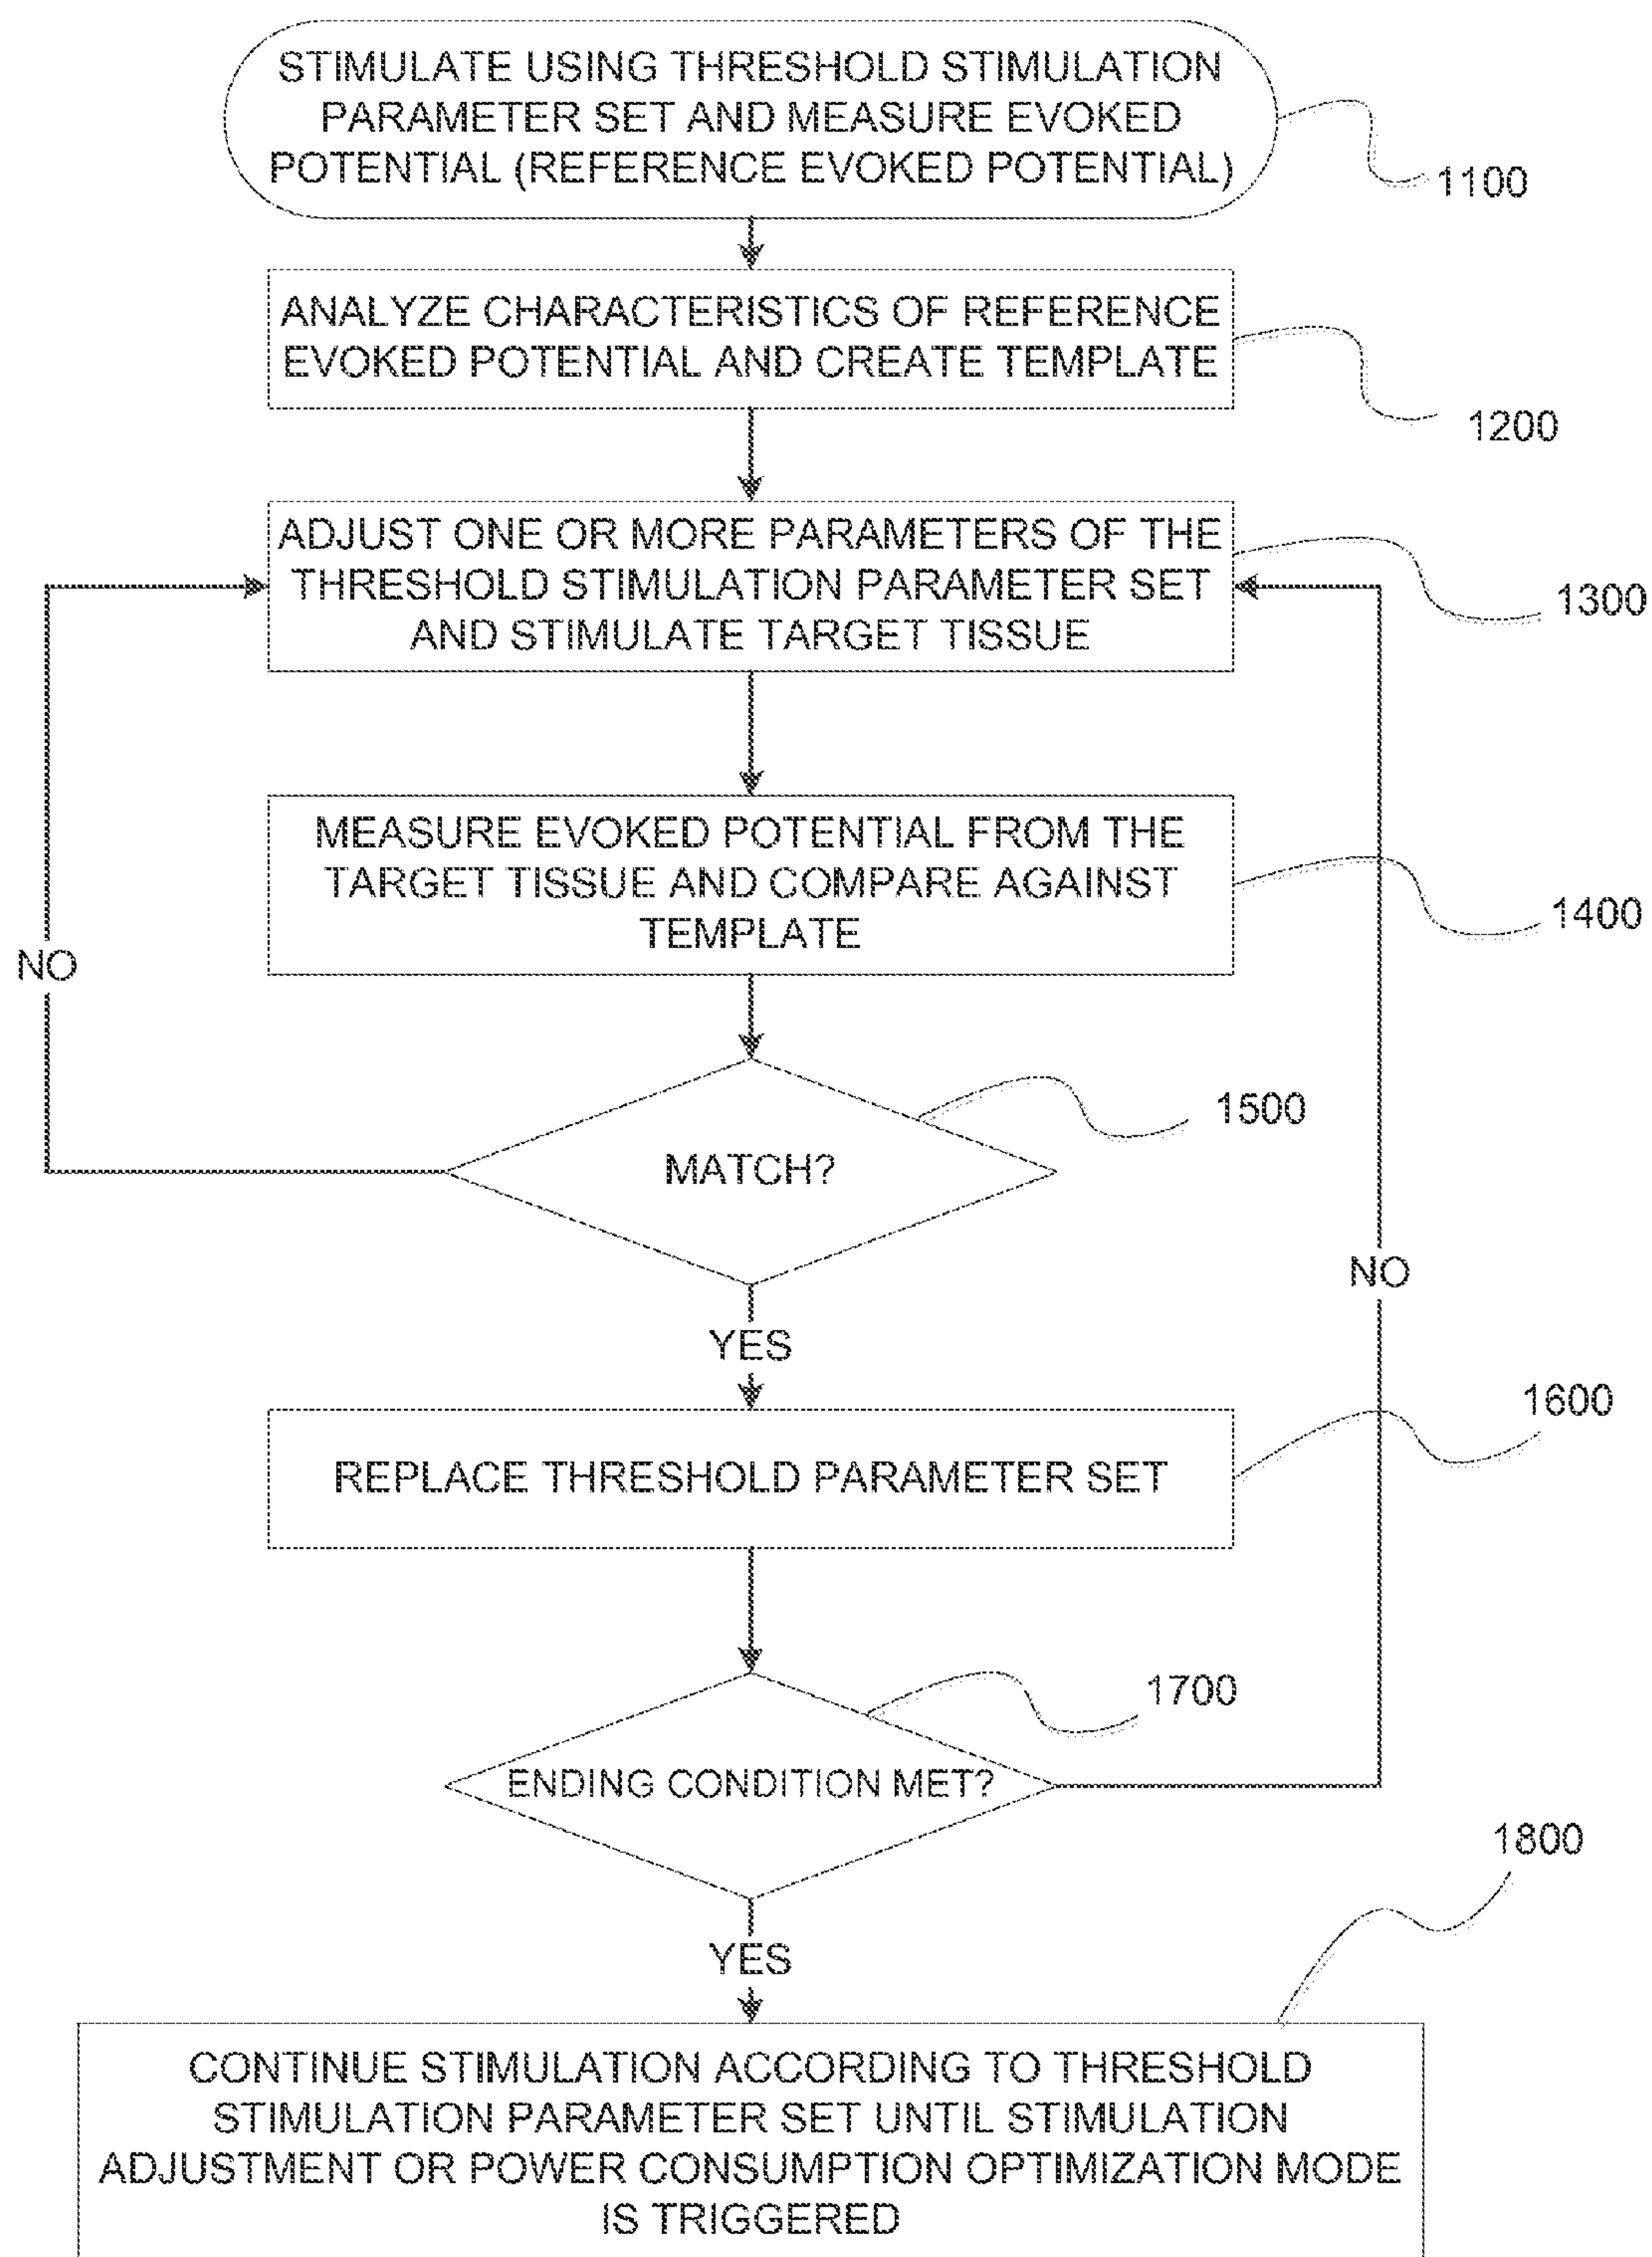 STIMULATE USING THRESHOLD STIMULATION
PARAMETER SET AND MEASURE EVOKED
POTENTIAL (REFERENCE EVOKED POTENTIAL)
1100
ANALYZE CHARACTERISTICS OF REFERENCE
EVOKED POTENTIAL AND CREATE TEMPLATE
1200
ADJUST ONE OR MORE PARAMETERS OF THE
THRESHOLD STIMULATION PARAMETER SET
AND STIMULATE TARGET TISSUE
1300
MEASURE EVOKED POTENTIAL FROM THE
TARGET TISSUE AND COMPARE AGAINST
TEMPLATE
1400
NO
1500
MATCH?
NO
YES
1600
REPLACE THRESHOLD PARAMETER SET
1700
ENDING CONDITION MET?
1800
YES
CONTINUE STIMULATION ACCORDING TO THRESHOLD
STIMULATION PARAMETER SET UNTIL STIMULATION
ADJUSTMENT OR POWER CONSUMPTION OPTIMIZATION MODE
IS TRIGGERED